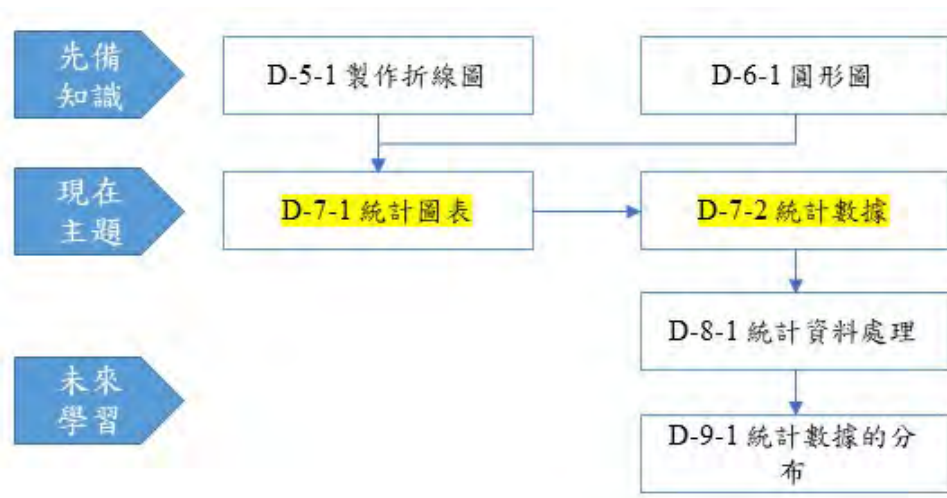 先備
知識
D-5-1 製作折線圖
D-6-1 圓形圖
現在
主題
D-7-1 統計圖表
D-7-2 統計數據
D-8-1 統計資料處理
未來
學習
D-9-1 統計數據的分
布